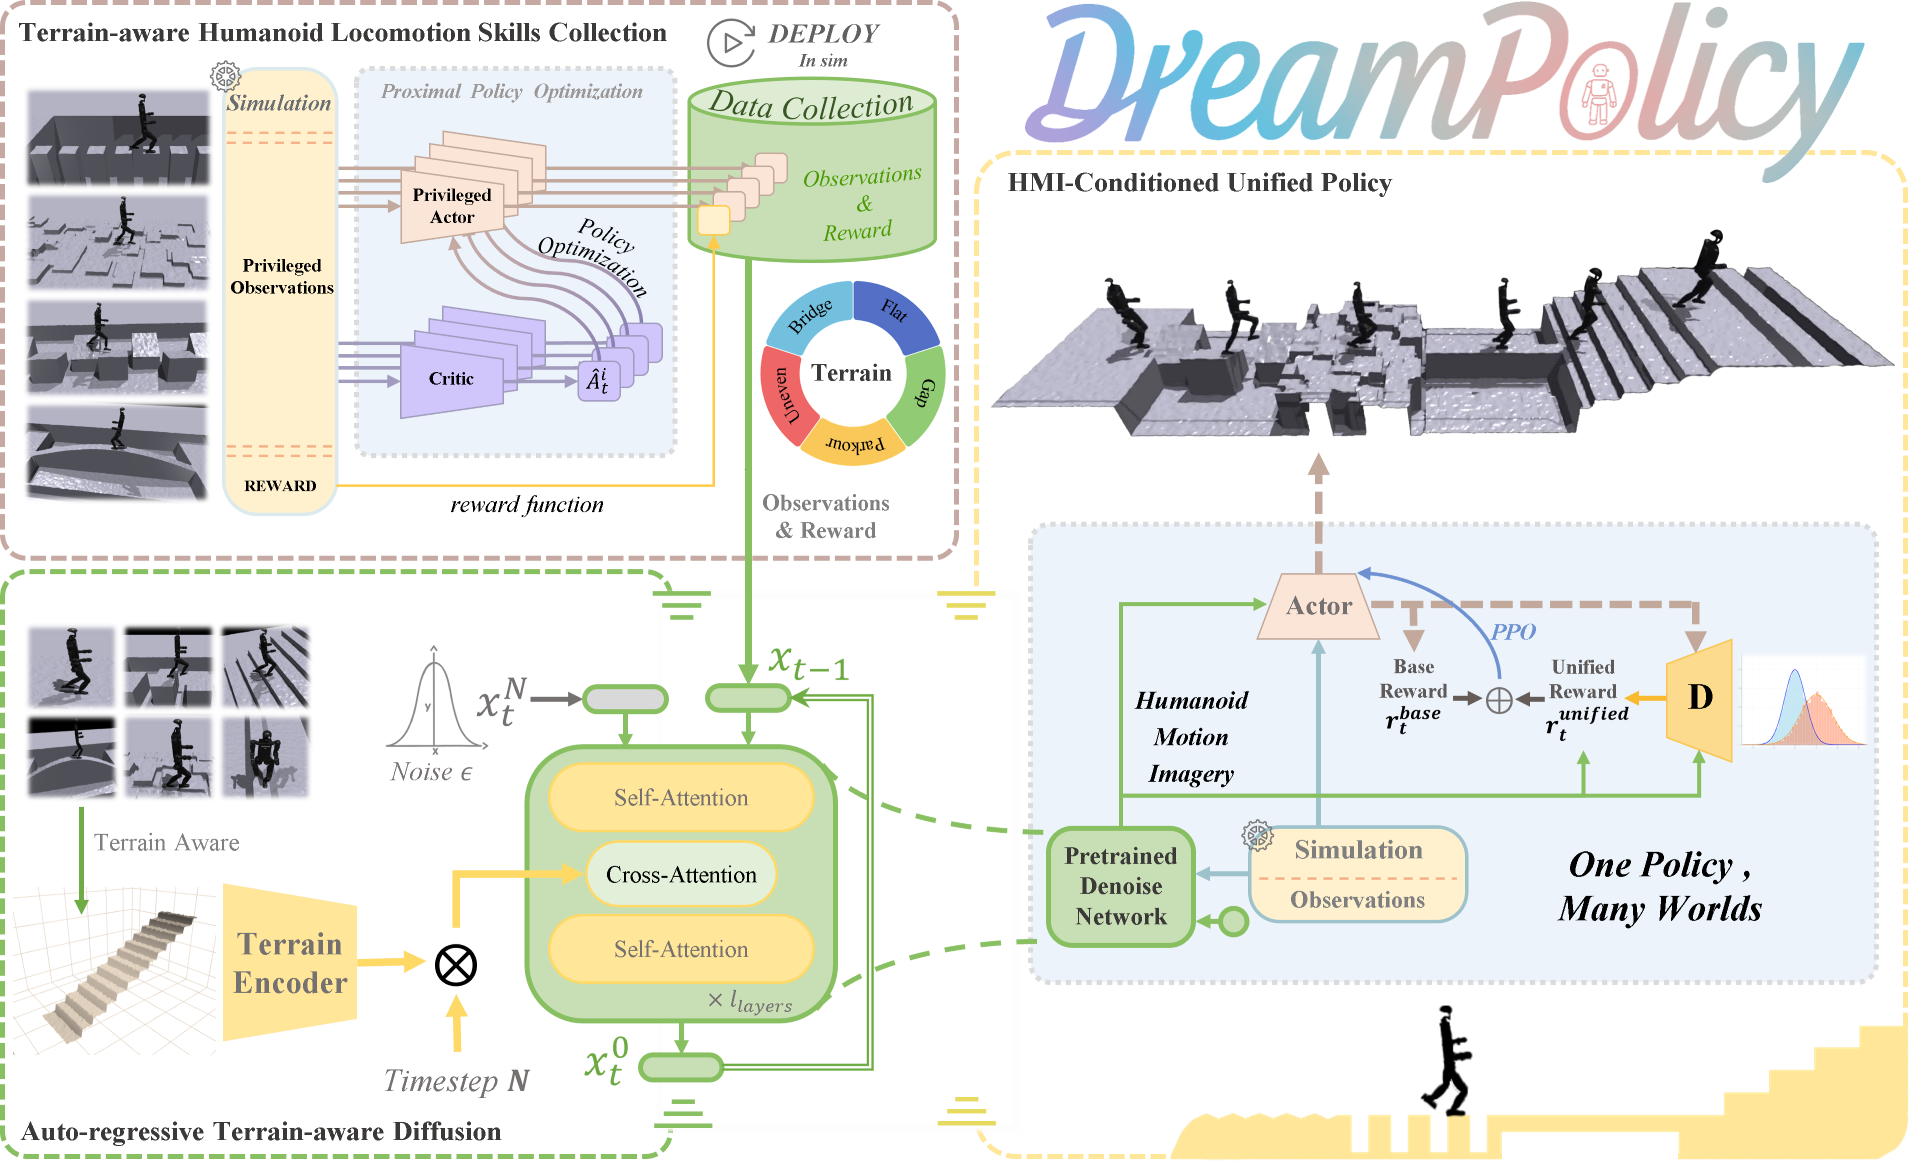 DreamPolicy
Terrain-aware Humanoid Locomotion Skills Collection
DEPLOY
In sim
Simulation
Privileged
Observations
REWARD
Proximal Policy Optimization
Privileged
Actor
Policy
Optimization
Critic
Â_t^i
reward function
Data Collection
Observations
&
Reward
Terrain
Bridge
Flat
Gap
Parkour
Uneven
Observations
& Reward
Terrain Aware
Terrain
Encoder
Timestep N
y
x
Noise ϵ
x_t^N
x_{t−1}
Self-Attention
Cross-Attention
Self-Attention
× l_{layers}
x_t^0
Auto-regressive Terrain-aware Diffusion
HMI-Conditioned Unified Policy
Actor
PPO
Base
Reward
r_t^{base}
Unified
Reward
r_t^{unified}
D
Humanoid
Motion
Imagery
Pretrained
Denoise
Network
Simulation
Observations
One Policy ,
Many Worlds